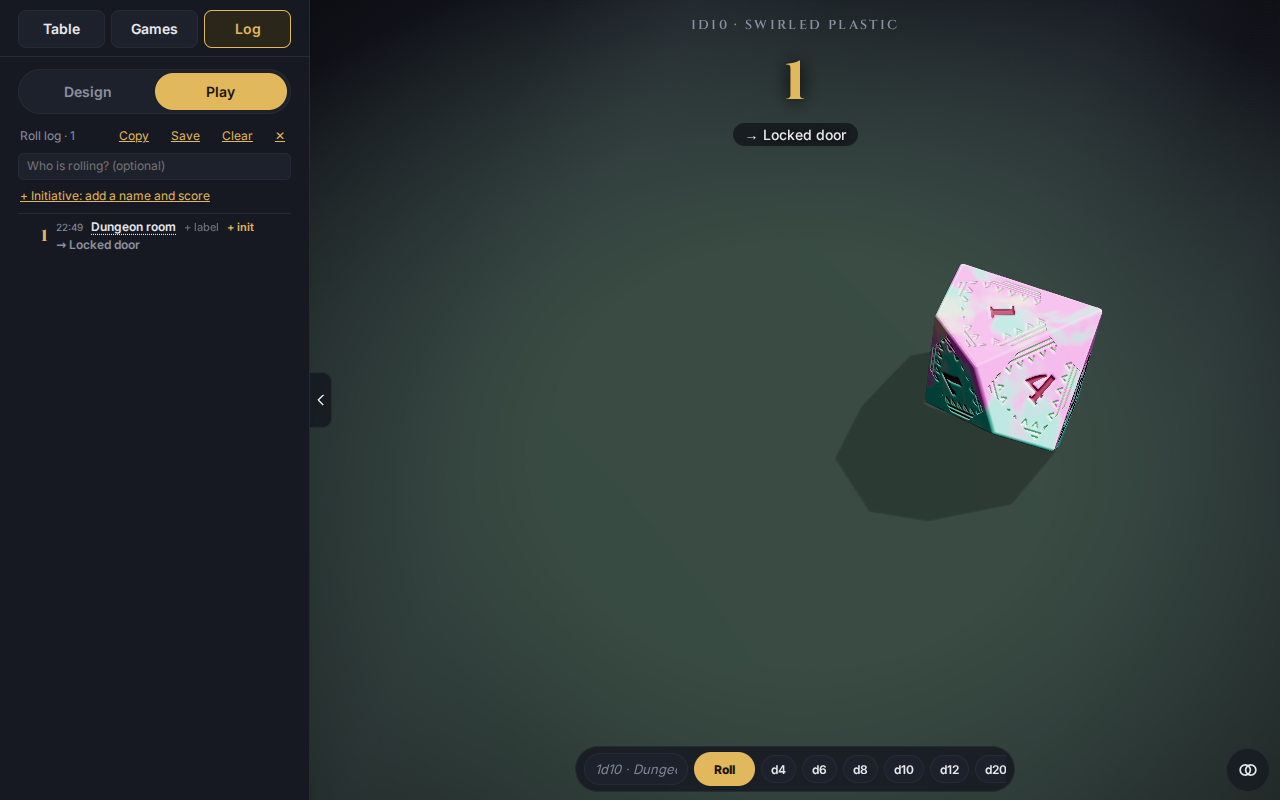 Table Games Log
Design Play
Roll log · 1 Copy Save Clear ✕
Who is rolling? (optional)
+ Initiative: add a name and score
1 22:49 Dungeon room + label + init
→ Locked door
1D10 · SWIRLED PLASTIC
1
→ Locked door
1
4
1d10 · Dunge Roll d4 d6 d8 d10 d12 d20